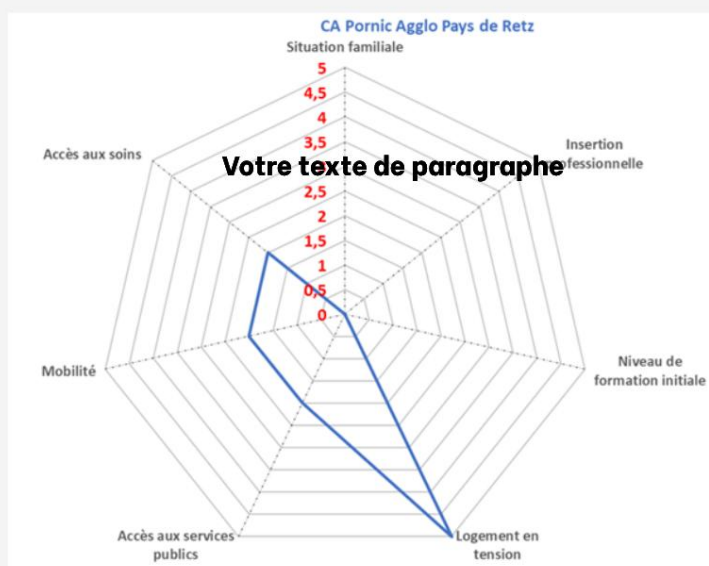 CA Pornic Agglo Pays de Retz
Situation familiale
5
4,5
4
3,5
Insertion
Accès aux soins
Votre texte de paragraphe
ofessionnelle
2,5
2
1,5
1
0,5
0
Mobilité
Niveau de
formation initiale
Accès aux services
publics
Logement en
tension